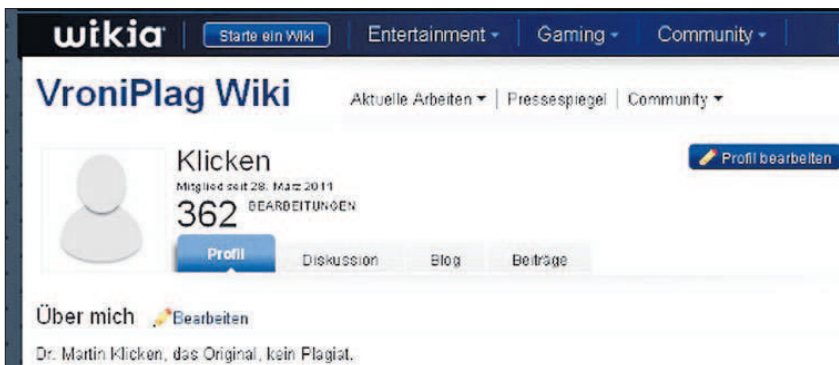 wikia Starte ein Wiki Entertainment Gaming Community
VroniPlag Wiki Aktuelle Arbeiten Pressespiegel Community
Klicken Profil bearbeiten
Mitglied seit 28. März 2011
362 BEARBEITUNGEN
Profil Diskussion Blog Beiträge
Über mich Bearbeiten
Dr. Martin Klicken, das Original, kein Plagiat.